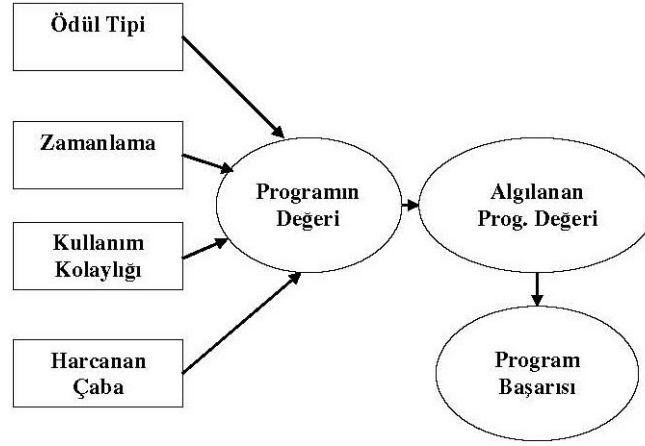 Ödül Tipi
Zamanlama
Kullanım
Kolaylığı
Harcanan
Çaba
Programın
Değeri
Algılanan
Prog. Değeri
Program
Başarısı